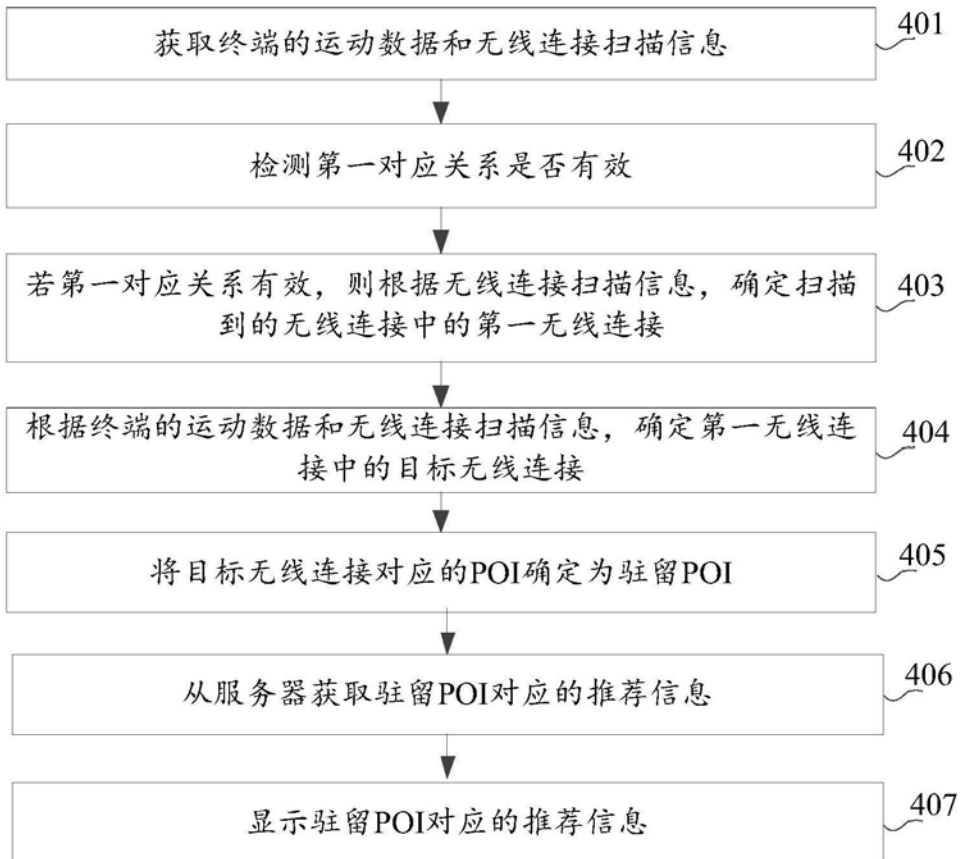 获取终端的运动数据和无线连接扫描信息
401
检测第一对应关系是否有效
402
若第一对应关系有效，则根据无线连接扫描信息，确定扫描
到的无线连接中的第一无线连接
403
根据终端的运动数据和无线连接扫描信息，确定第一无线连
接中的目标无线连接
404
将目标无线连接对应的POI确定为驻留POI
405
从服务器获取驻留POI对应的推荐信息
406
显示驻留POI对应的推荐信息
407